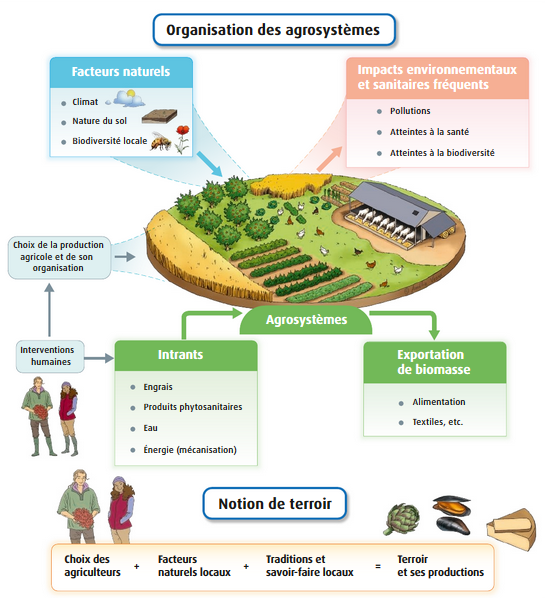 Organisation des agrosystèmes
Facteurs naturels
Climat
Nature du sol
Biodiversité locale
Impacts environnementaux
et sanitaires fréquents
Pollutions
Atteintes à la santé
Atteintes à la biodiversité
Choix de la production
agricole et de son
organisation
Agrosystèmes
Interventions
humaines
Intrants
Engrais
Produits phytosanitaires
Eau
Énergie (mécanisation)
Exportation
de biomasse
Alimentation
Textiles, etc.
Notion de terroir
Choix des
agriculteurs
+
Facteurs
naturels locaux
+
Traditions et
savoir-faire locaux
=
Terroir
et ses productions